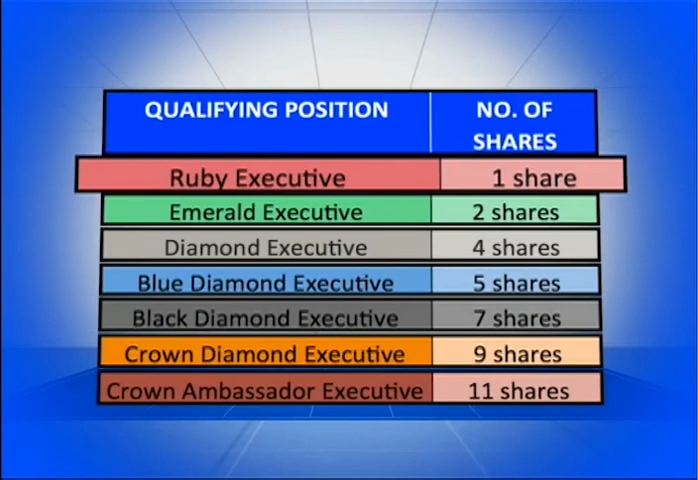 QUALIFYING POSITION NO. OF
SHARES
Ruby Executive 1 share
Emerald Executive 2 shares
Diamond Executive 4 shares
Blue Diamond Executive 5 shares
Black Diamond Executive 7 shares
Crown Diamond Executive 9 shares
Crown Ambassador Executive 11 shares